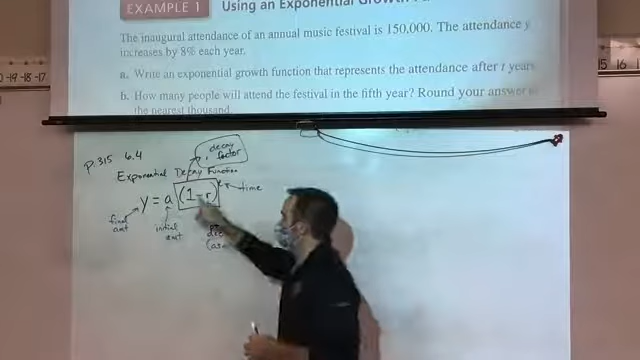 EXAMPLE 1 Using an Exponential Growth
The inaugural attendance of an annual music festival is 150,000. The attendance y
increases by 8% each year.
a. Write an exponential growth function that represents the attendance after t years
b. How many people will attend the festival in the fifth year? Round your answer
the nearest thousand.
-19 -18 -17
15 16
p.315 6.4
decay
factor
Exponential Decay Function
y = a (1-r)
time
final
amt
initial
amt